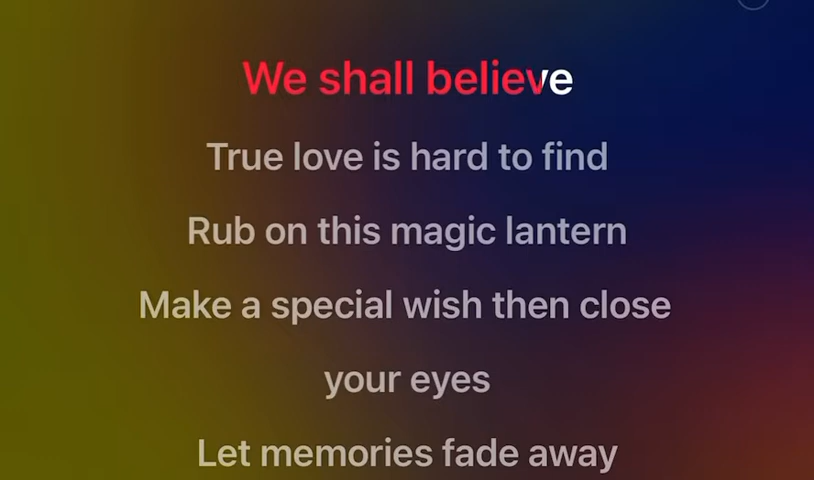 We shall believe
True love is hard to find
Rub on this magic lantern
Make a special wish then close
your eyes
Let memories fade away